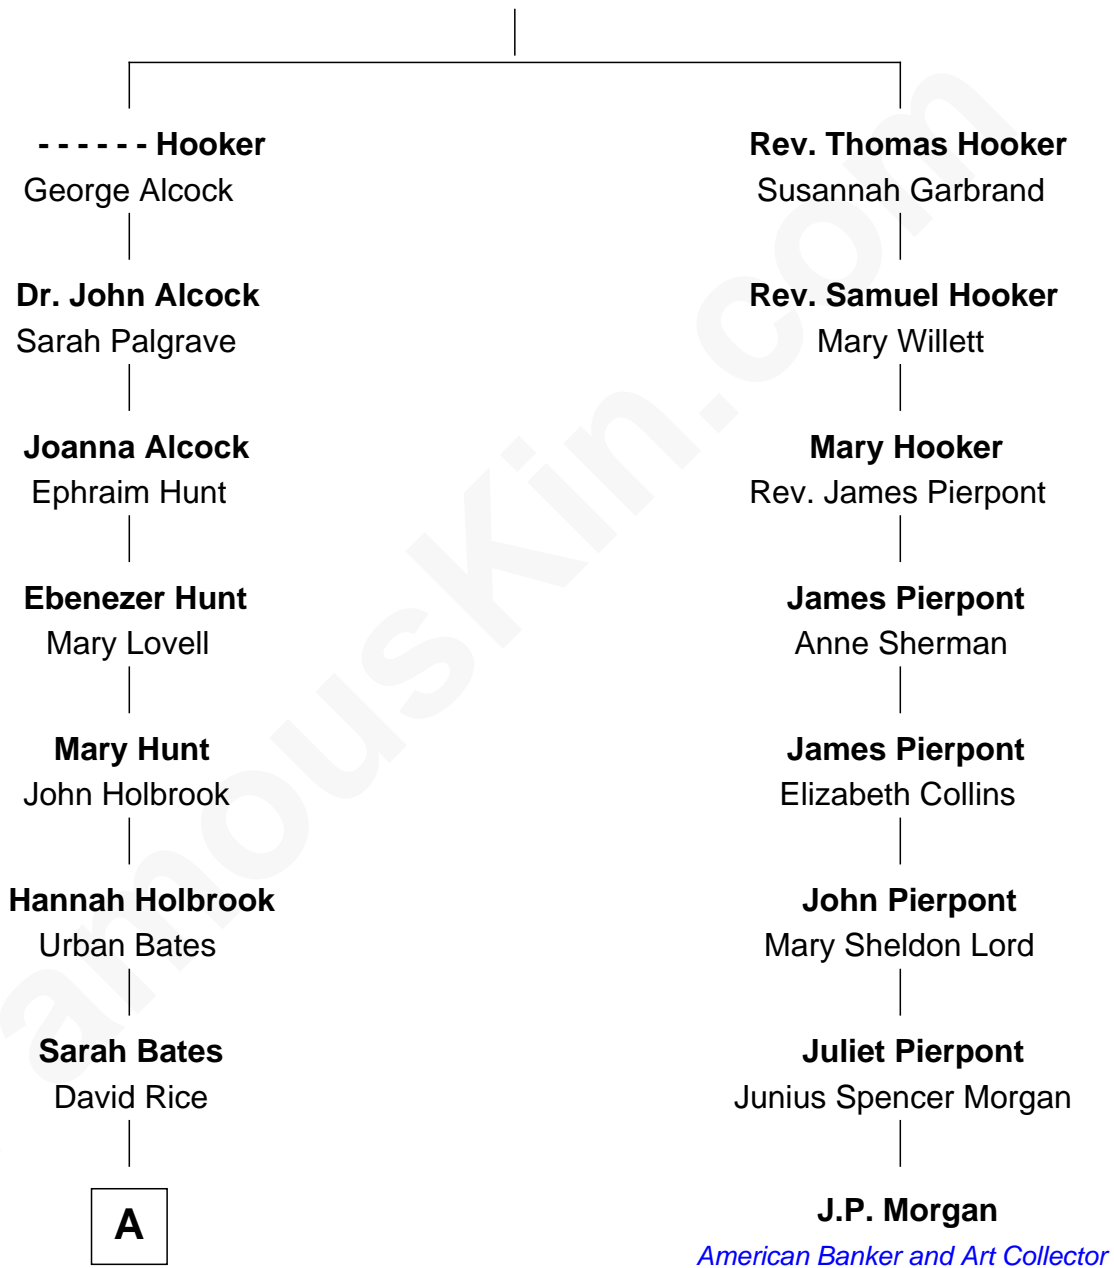 - - - - - - Hooker
George Alcock
Dr. John Alcock
Sarah Palgrave
Joanna Alcock
Ephraim Hunt
Ebenezer Hunt
Mary Lovell
Mary Hunt
John Holbrook
Hannah Holbrook
Urban Bates
Sarah Bates
David Rice
A
Rev. Thomas Hooker
Susannah Garbrand
Rev. Samuel Hooker
Mary Willett
Mary Hooker
Rev. James Pierpont
James Pierpont
Anne Sherman
James Pierpont
Elizabeth Collins
John Pierpont
Mary Sheldon Lord
Juliet Pierpont
Junius Spencer Morgan
J.P. Morgan
American Banker and Art Collector
amousKin.com